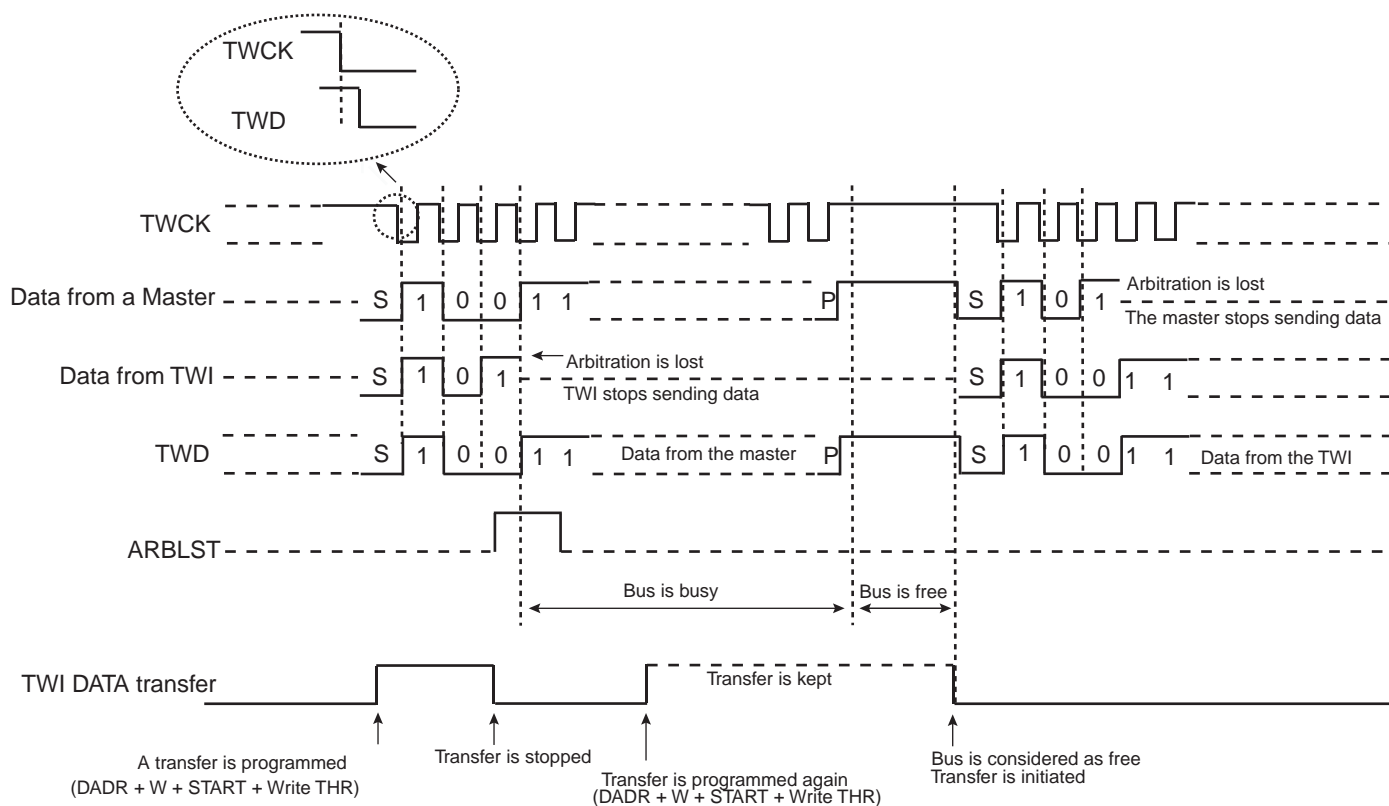 TWCK
TWD
TWCK
Data from a Master
S 1 0 0 1 1
P
S 1 0 1
Arbitration is lost
The master stops sending data
Data from TWI
S 1 0 1
Arbitration is lost
TWI stops sending data
S 1 0 0 1 1
TWD
S 1 0 0 1 1
Data from the master
P
S 1 0 0 1 1
Data from the TWI
ARBLST
Bus is busy
Bus is free
TWI DATA transfer
Transfer is kept
A transfer is programmed
(DADR + W + START + Write THR)
Transfer is stopped
Transfer is programmed again
(DADR + W + START + Write THR)
Bus is considered as free
Transfer is initiated